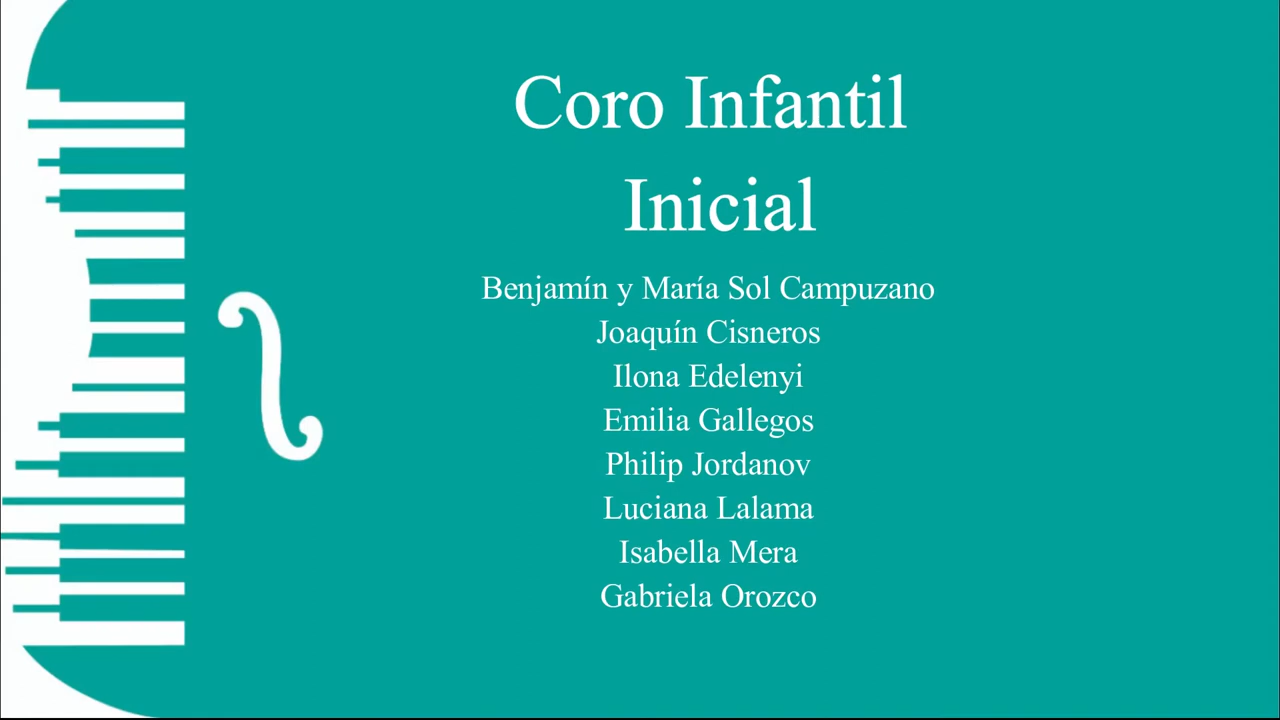 Coro Infantil
Inicial
Benjamín y María Sol Campuzano
Joaquín Cisneros
Ilona Edelenyi
Emilia Gallegos
Philip Jordanov
Luciana Lalama
Isabella Mera
Gabriela Orozco